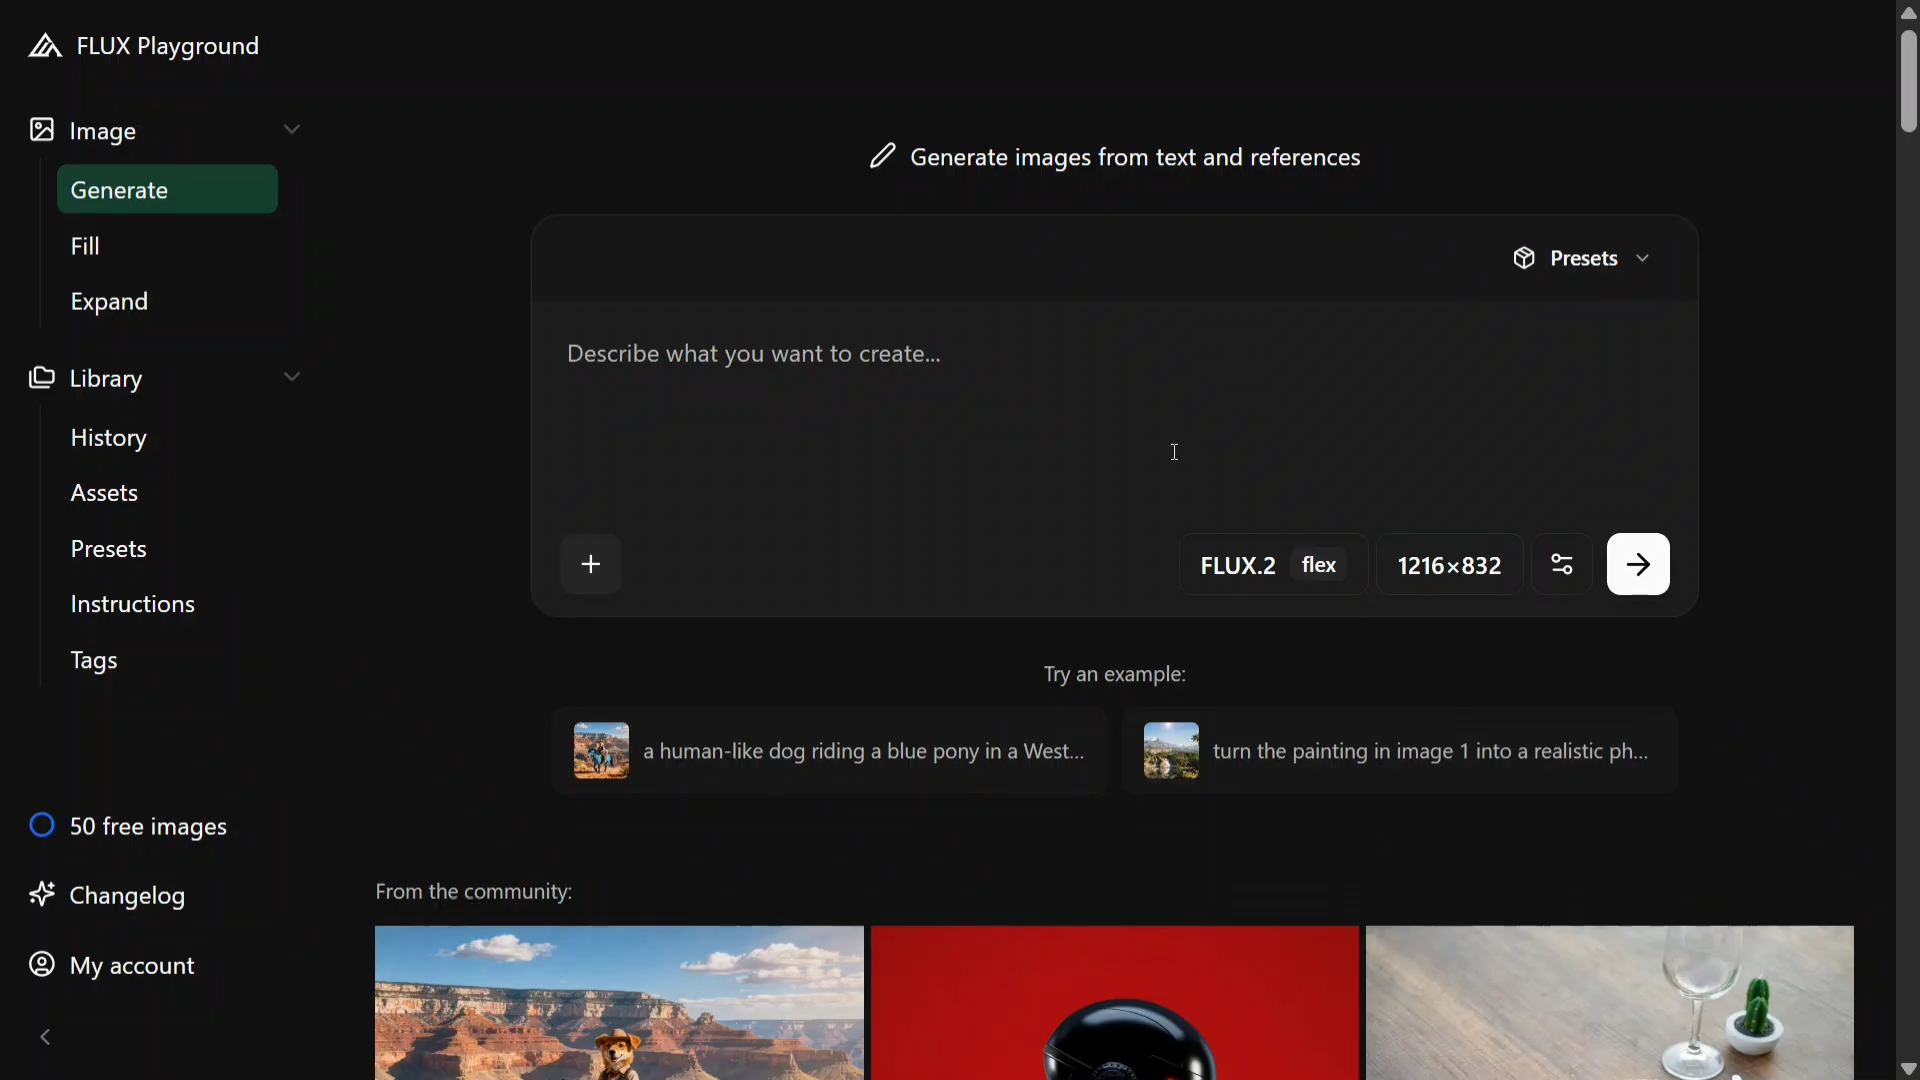 FLUX Playground
Image
Generate
Fill
Expand
Library
History
Assets
Presets
Instructions
Tags
50 free images
Changelog
My account
Generate images from text and references
Presets
Describe what you want to create...
FLUX.2 flex
1216×832
Try an example:
a human-like dog riding a blue pony in a West...
turn the painting in image 1 into a realistic ph...
From the community: